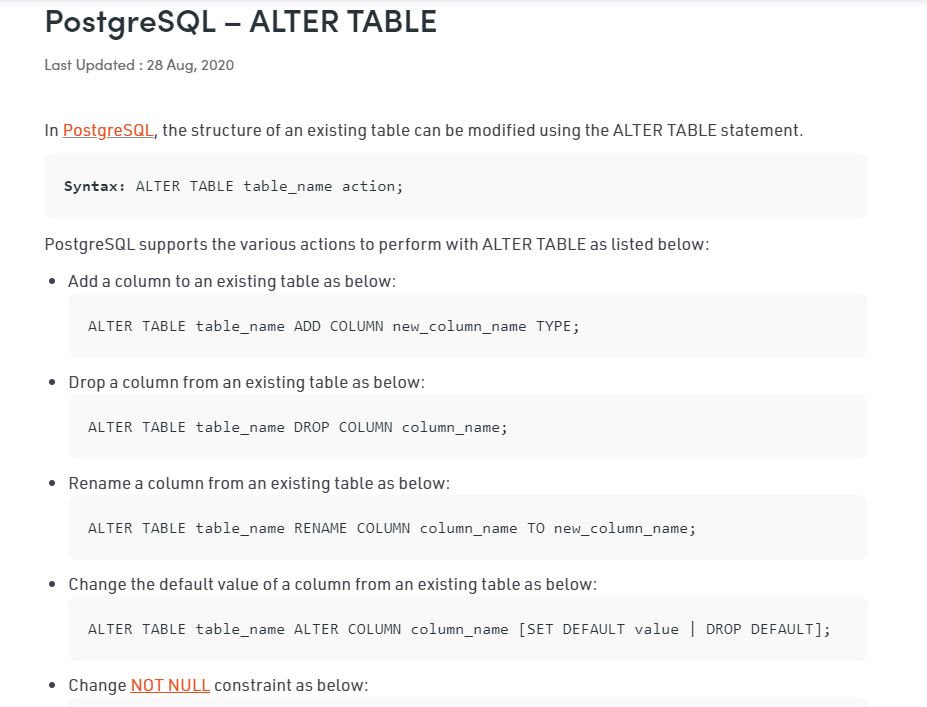 PostgreSQL – ALTER TABLE
Last Updated : 28 Aug, 2020
In PostgreSQL, the structure of an existing table can be modified using the ALTER TABLE statement.
Syntax: ALTER TABLE table_name action;
PostgreSQL supports the various actions to perform with ALTER TABLE as listed below:
• Add a column to an existing table as below:
ALTER TABLE table_name ADD COLUMN new_column_name TYPE;
• Drop a column from an existing table as below:
ALTER TABLE table_name DROP COLUMN column_name;
• Rename a column from an existing table as below:
ALTER TABLE table_name RENAME COLUMN column_name TO new_column_name;
• Change the default value of a column from an existing table as below:
ALTER TABLE table_name ALTER COLUMN column_name [SET DEFAULT value | DROP DEFAULT];
• Change NOT NULL constraint as below: